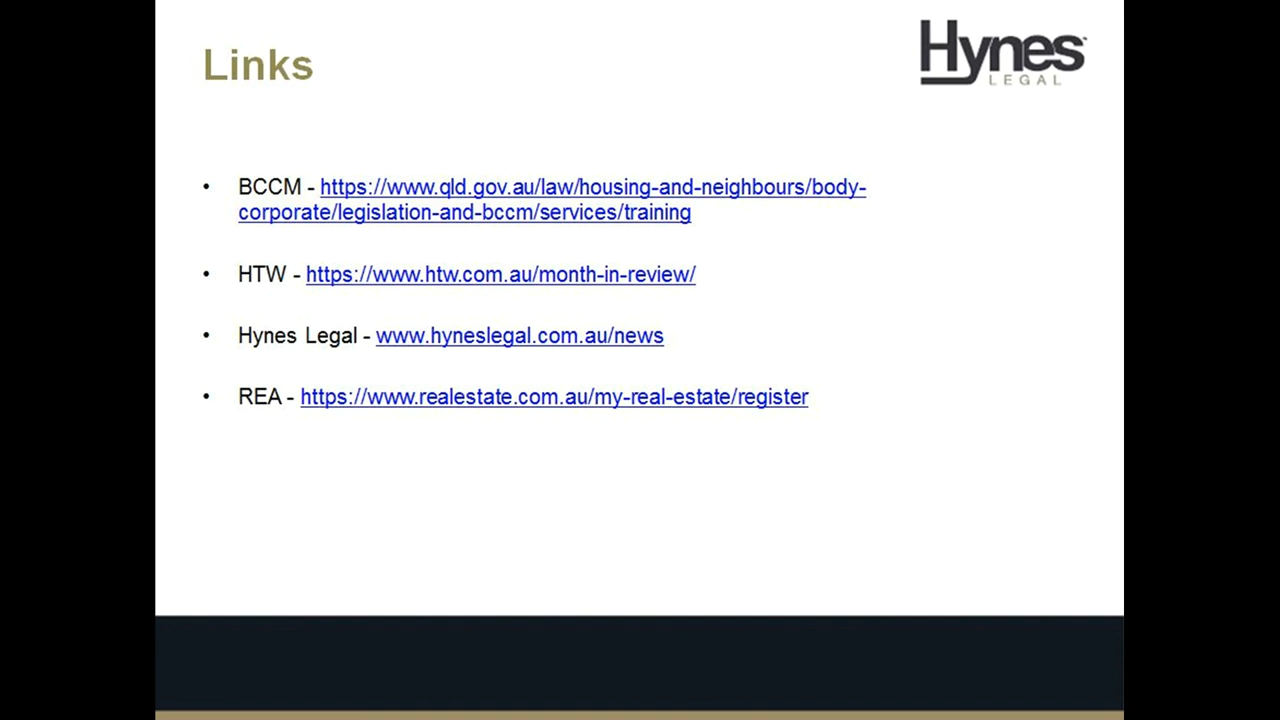 Links
Hynes
LEGAL
• BCCM - https://www.qld.gov.au/law/housing-and-neighbours/body-
corporate/legislation-and-bccm/services/training
• HTW - https://www.htw.com.au/month-in-review/
• Hynes Legal - www.hyneslegal.com.au/news
• REA - https://www.realestate.com.au/my-real-estate/register